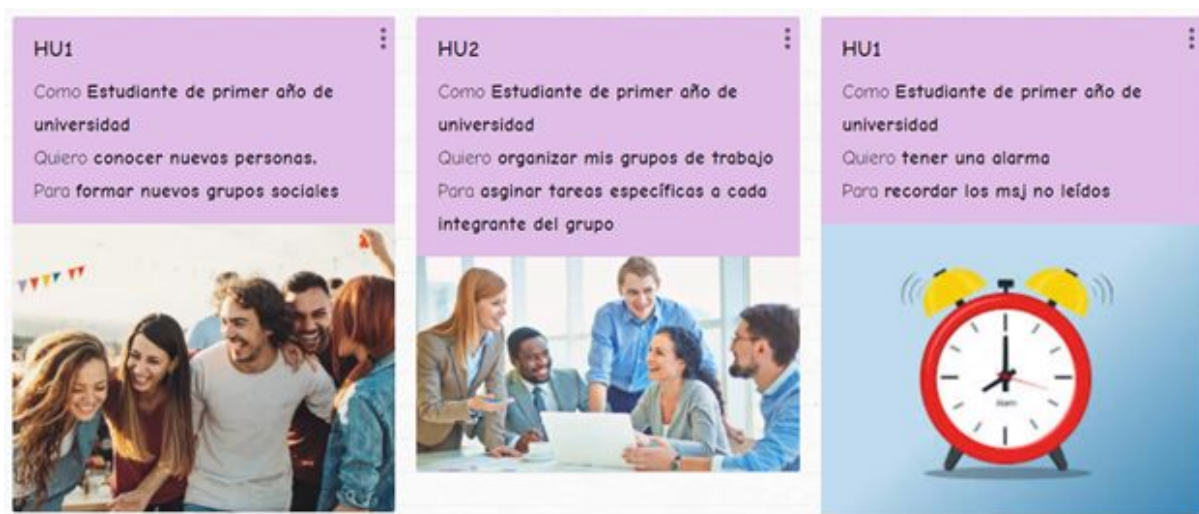 HU1
Como Estudiante de primer año de
universidad
Quiero conocer nuevas personas.
Para formar nuevos grupos sociales
HU2
Como Estudiante de primer año de
universidad
Quiero organizar mis grupos de trabajo
Para asginar tareas específicas a cada
integrante del grupo
HU1
Como Estudiante de primer año de
universidad
Quiero tener una alarma
Para recordar los msj no leídos